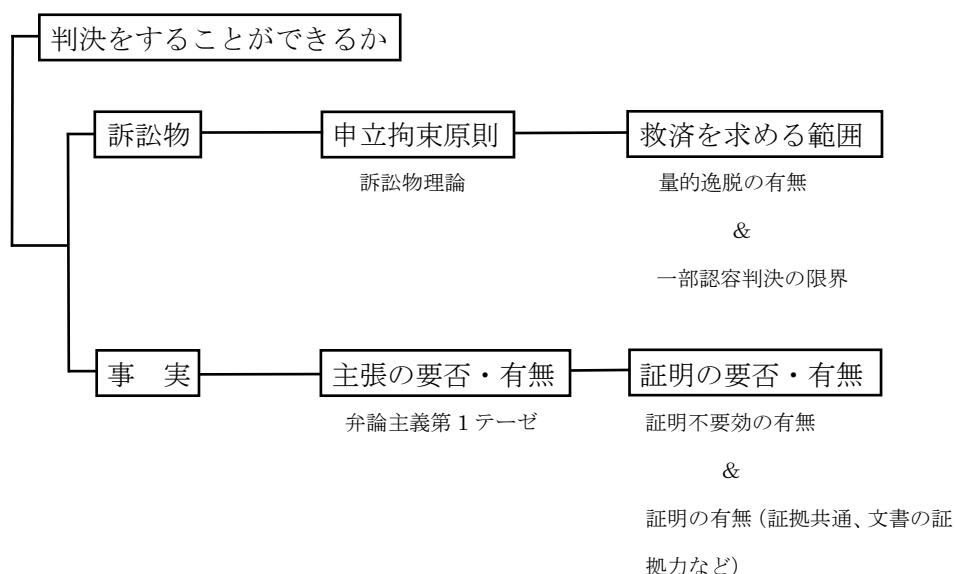 判決をすることができるか
訴訟物
申立拘束原則
救済を求める範囲
訴訟物理論
量的逸脱の有無
&
一部認容判決の限界
事　実
主張の要否・有無
証明の要否・有無
弁論主義第1テーゼ
証明不要効の有無
&
証明の有無（証拠共通、文書の証
拠力など）